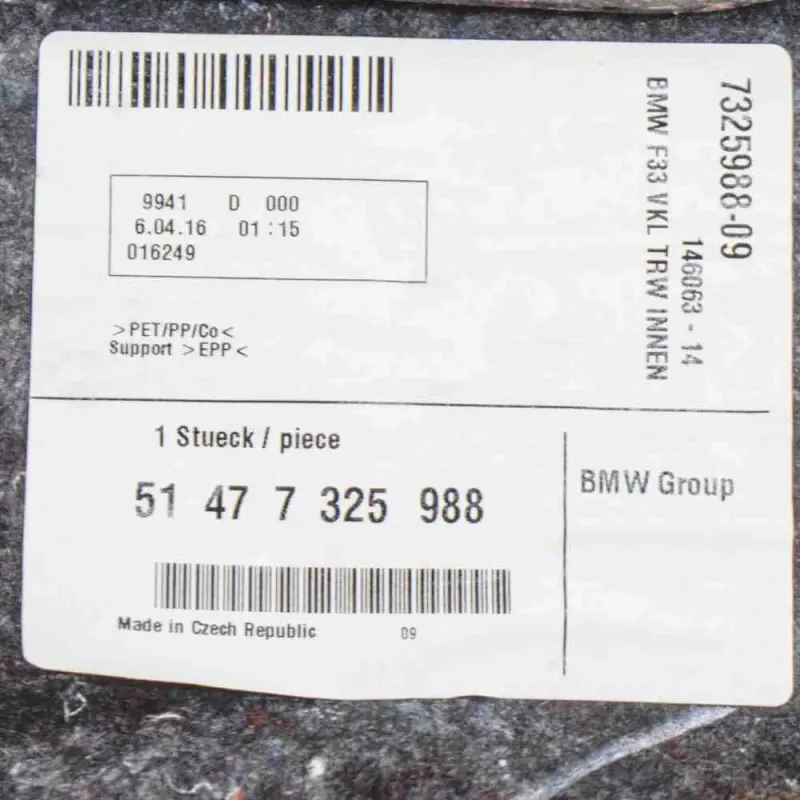 9941 D 000
6.04.16 01:15
016249
>PET/PP/Co<
Support >EPP<
7325988-09
146063 - 14
BMW F33 VKL TRW INNEN
1 Stueck / piece
51 47 7 325 988
Made in Czech Republic 09
BMW Group